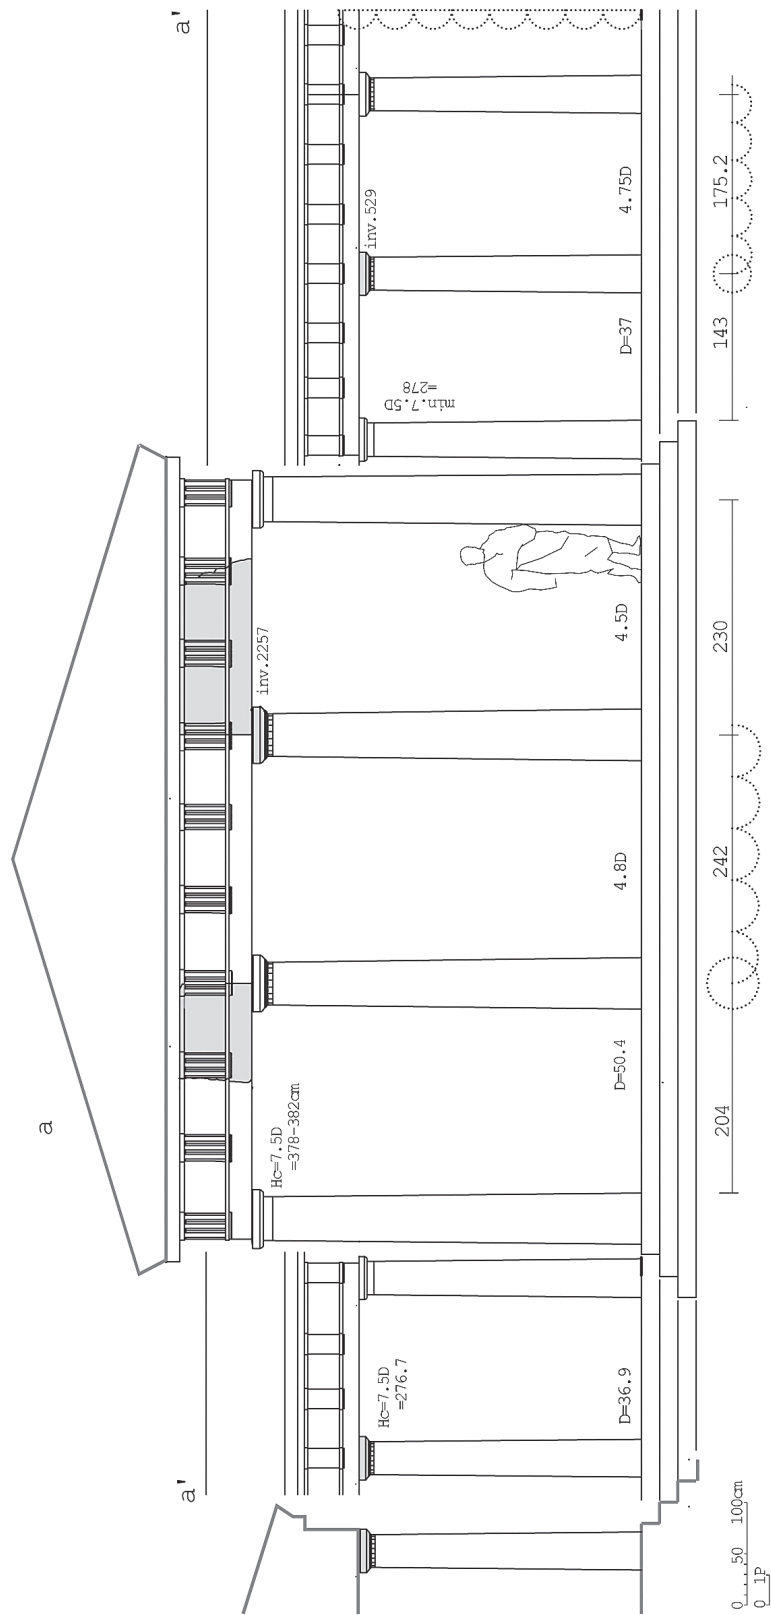 a
a'
a'
inv.2257
inv.529
Hc=7.5D
=378-382cm
Hc=7.5D
=276.7
min.7.5D
=278
D=36.9
D=50.4
4.8D
4.5D
D=37
4.75D
204
242
230
143
175.2
0 50 100cm
0 1P